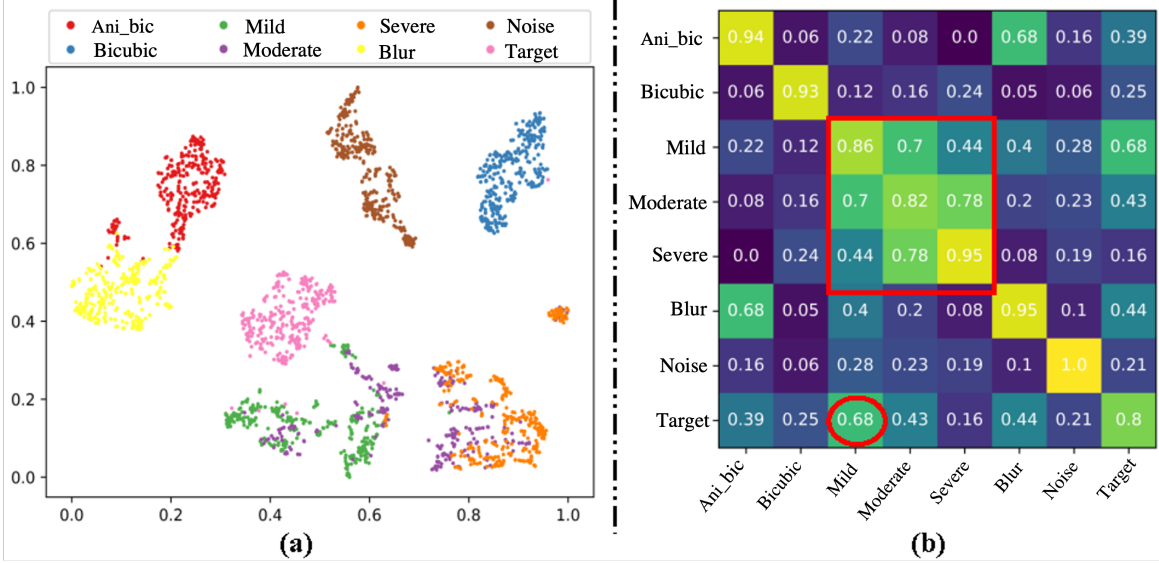 Ani_bic Mild Severe Noise
Bicubic Moderate Blur Target
1.0
0.8
0.6
0.4
0.2
0.0
0.0 0.2 0.4 0.6 0.8 1.0
(a)
Ani_bic 0.94 0.06 0.22 0.08 0.0 0.68 0.16 0.39
Bicubic 0.06 0.93 0.12 0.16 0.24 0.05 0.06 0.25
Mild 0.22 0.12 0.86 0.7 0.44 0.4 0.28 0.68
Moderate 0.08 0.16 0.7 0.82 0.78 0.2 0.23 0.43
Severe 0.0 0.24 0.44 0.78 0.95 0.08 0.19 0.16
Blur 0.68 0.05 0.4 0.2 0.08 0.95 0.1 0.44
Noise 0.16 0.06 0.28 0.23 0.19 0.1 1.0 0.21
Target 0.39 0.25 0.68 0.43 0.16 0.44 0.21 0.8
Ani_bic Bicubic Mild Moderate Severe Blur Noise Target
(b)